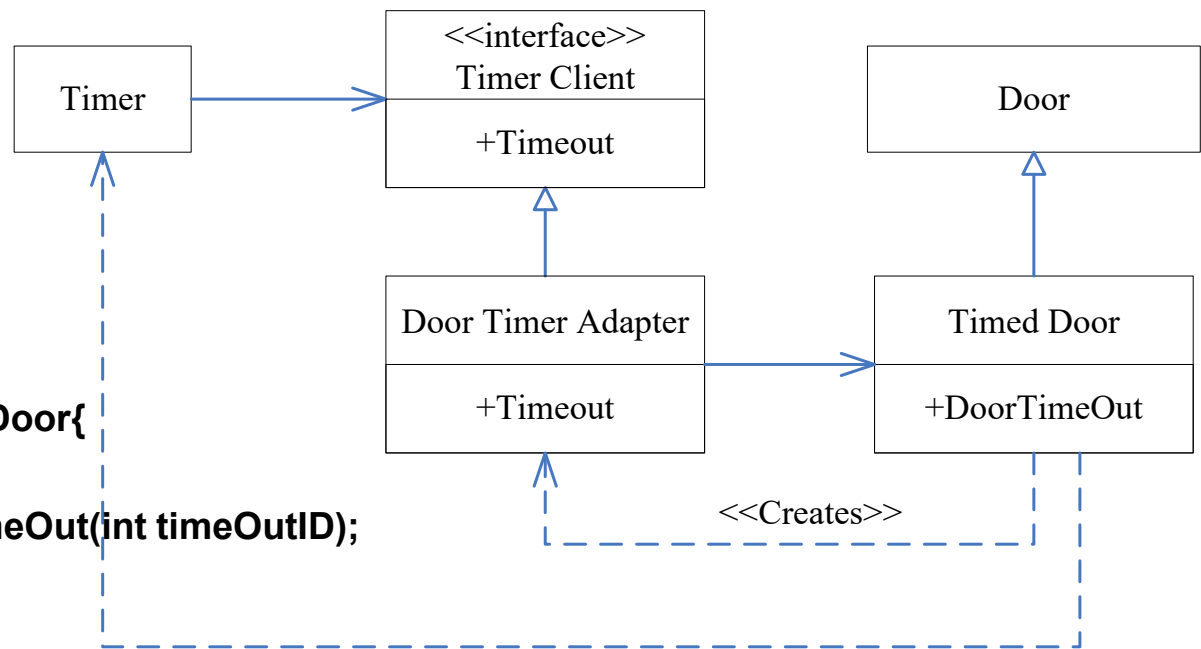 <<interface>>
Timer Client
+Timeout
Timer
Door
Door Timer Adapter
+Timeout
Timed Door
+DoorTimeOut
Door{
eOut(int timeOutID);
<<Creates>>